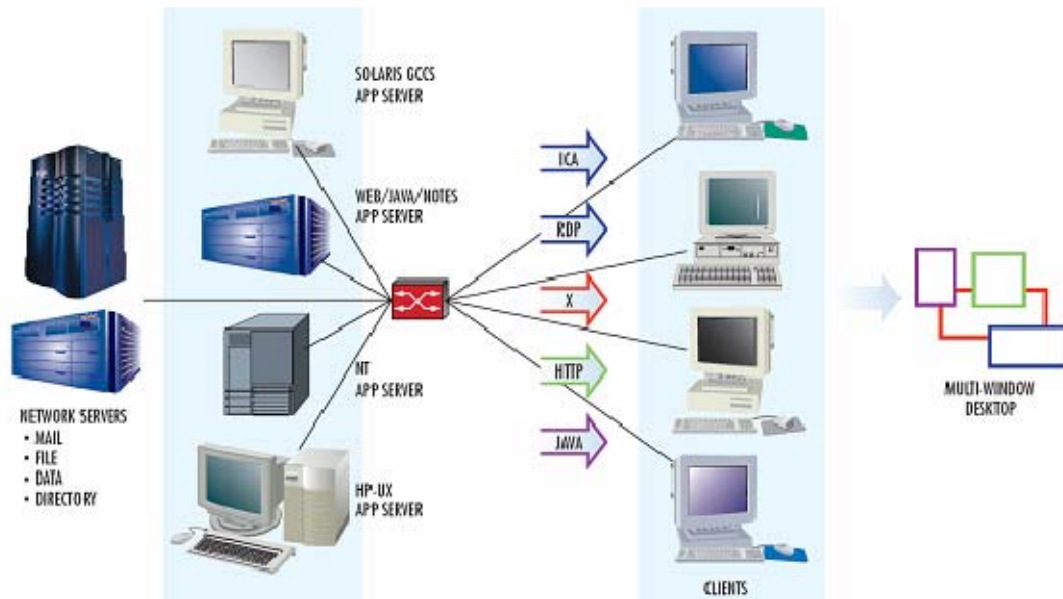 SOLARIS GCCS
APP SERVER
WEB/JAVA/NOTES
APP SERVER
NT
APP SERVER
HP-UX
APP SERVER
NETWORK SERVERS
• MAIL
• FILE
• DATA
• DIRECTORY
ICA
RDP
X
HTTP
JAVA
CLIENTS
MULTI-WINDOW
DESKTOP